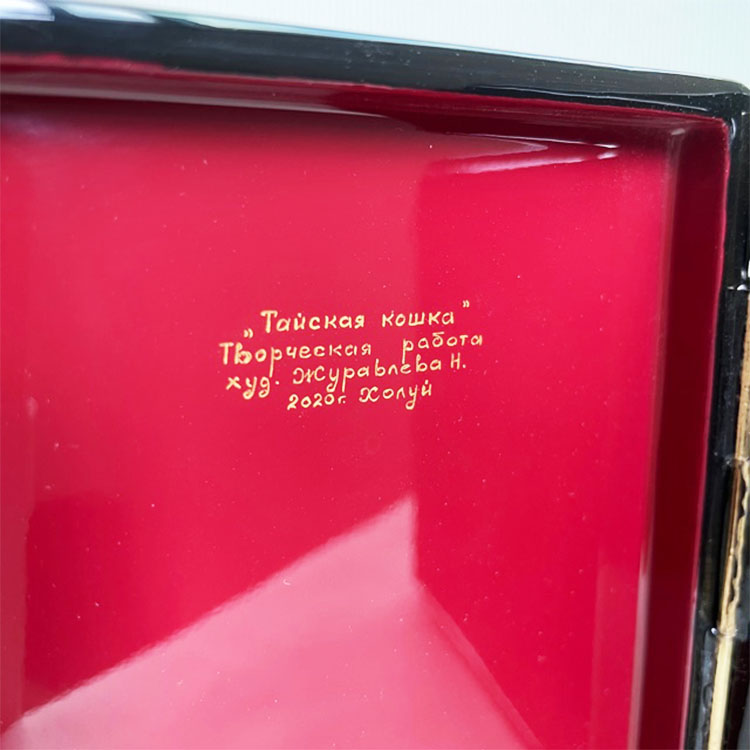 „Тайская кошка"
Творческая работа
худ. Журавлева Н.
2020г. Холуй